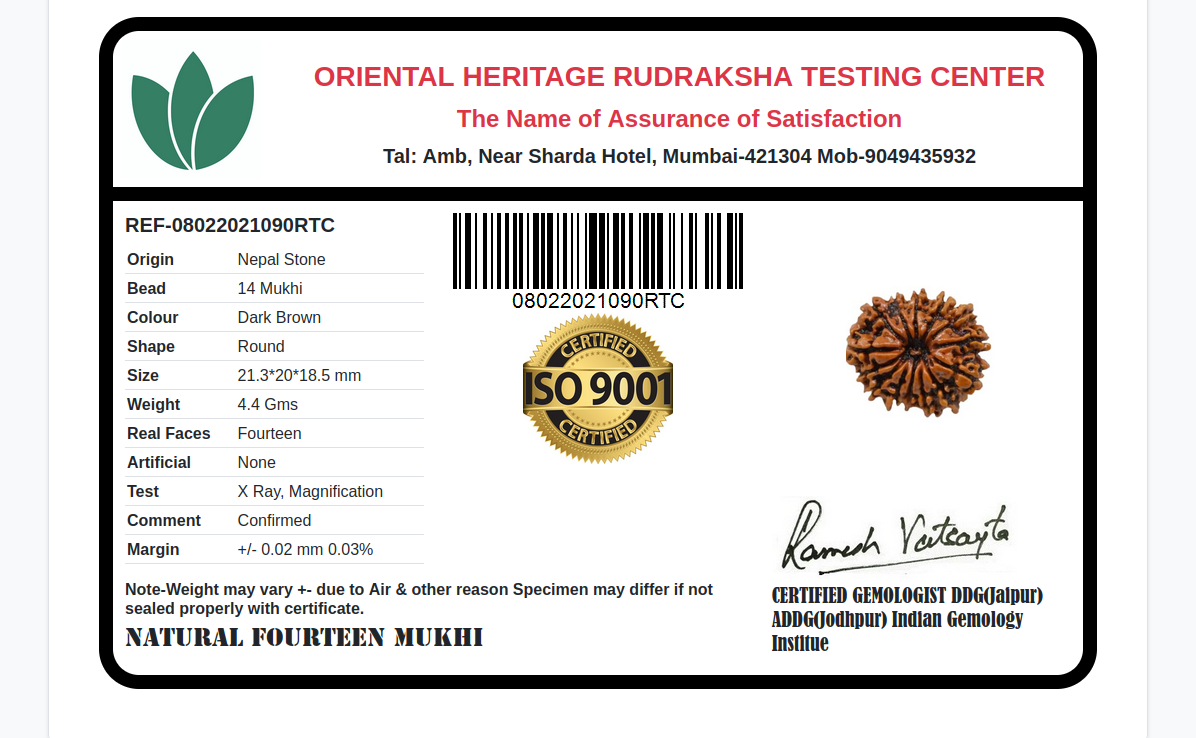 ORIENTAL HERITAGE RUDRAKSHA TESTING CENTER
The Name of Assurance of Satisfaction
Tal: Amb, Near Sharda Hotel, Mumbai-421304 Mob-9049435932
REF-08022021090RTC
Origin Nepal Stone
Bead 14 Mukhi
Colour Dark Brown
Shape Round
Size 21.3*20*18.5 mm
Weight 4.4 Gms
Real Faces Fourteen
Artificial None
Test X Ray, Magnification
Comment Confirmed
Margin +/- 0.02 mm 0.03%
Note-Weight may vary +- due to Air & other reason Specimen may differ if not
sealed properly with certificate.
NATURAL FOURTEEN MUKHI
08022021090RTC
CERTIFIED
ISO 9001
CERTIFIED
Ramesh
CERTIFIED GEMOLOGIST DDG(Jaipur)
ADDG(Jodhpur) Indian Gemology
Institue